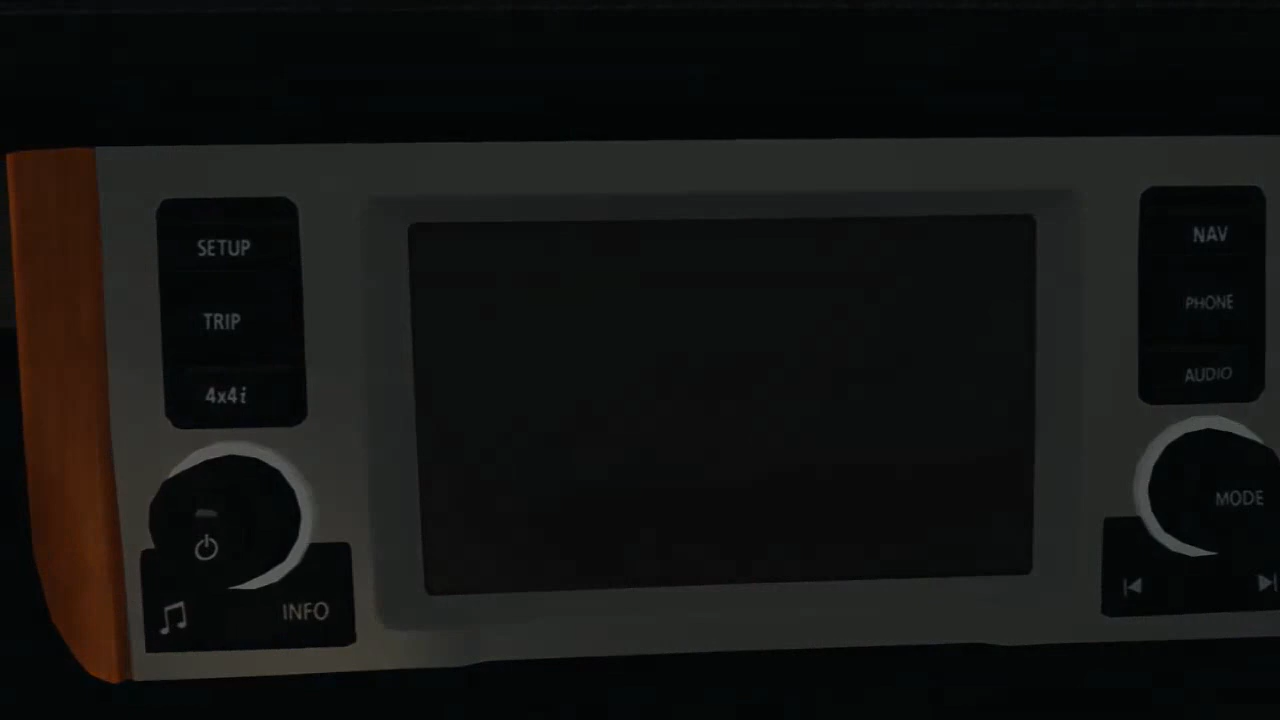 SETUP
TRIP
4x4i
INFO
NAV
PHONE
AUDIO
MODE